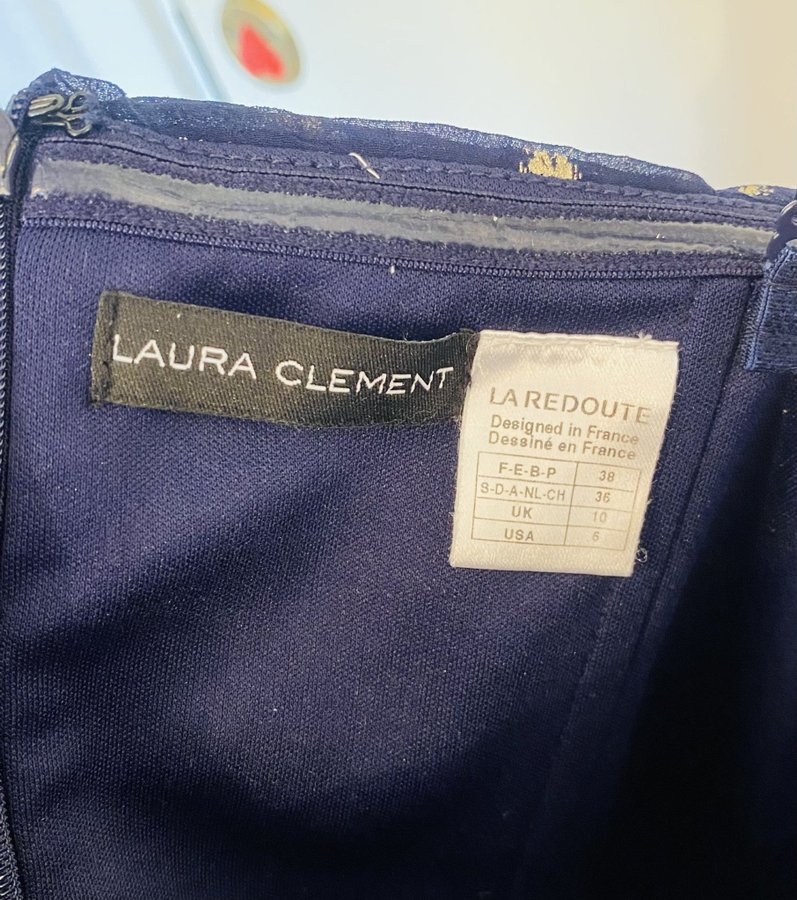 LAURA CLEMENT
LA REDOUTE
Designed in France
Dessiné en France
F-E-B-P 38
S-D-A-NL-CH 36
UK 10
USA 6